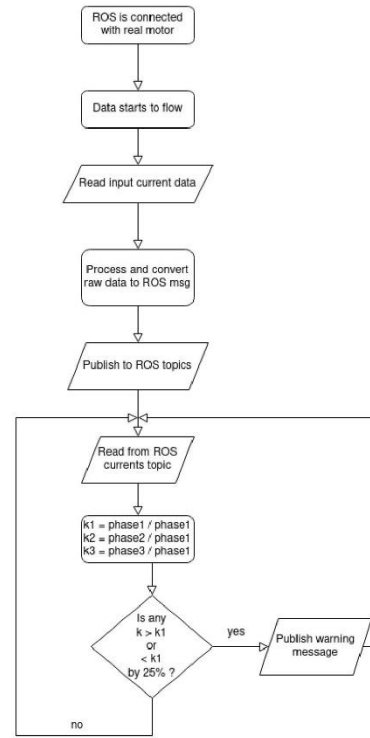 ROS is connected
with real motor
Data starts to flow
Read input current data
Process and convert
raw data to ROS msg
Publish to ROS topics
Read from ROS
currents topic
k1 = phase1 / phase1
k2 = phase2 / phase1
k3 = phase3 / phase1
Is any
k > k1
or
< k1
by 25% ?
yes
Publish warning
message
no